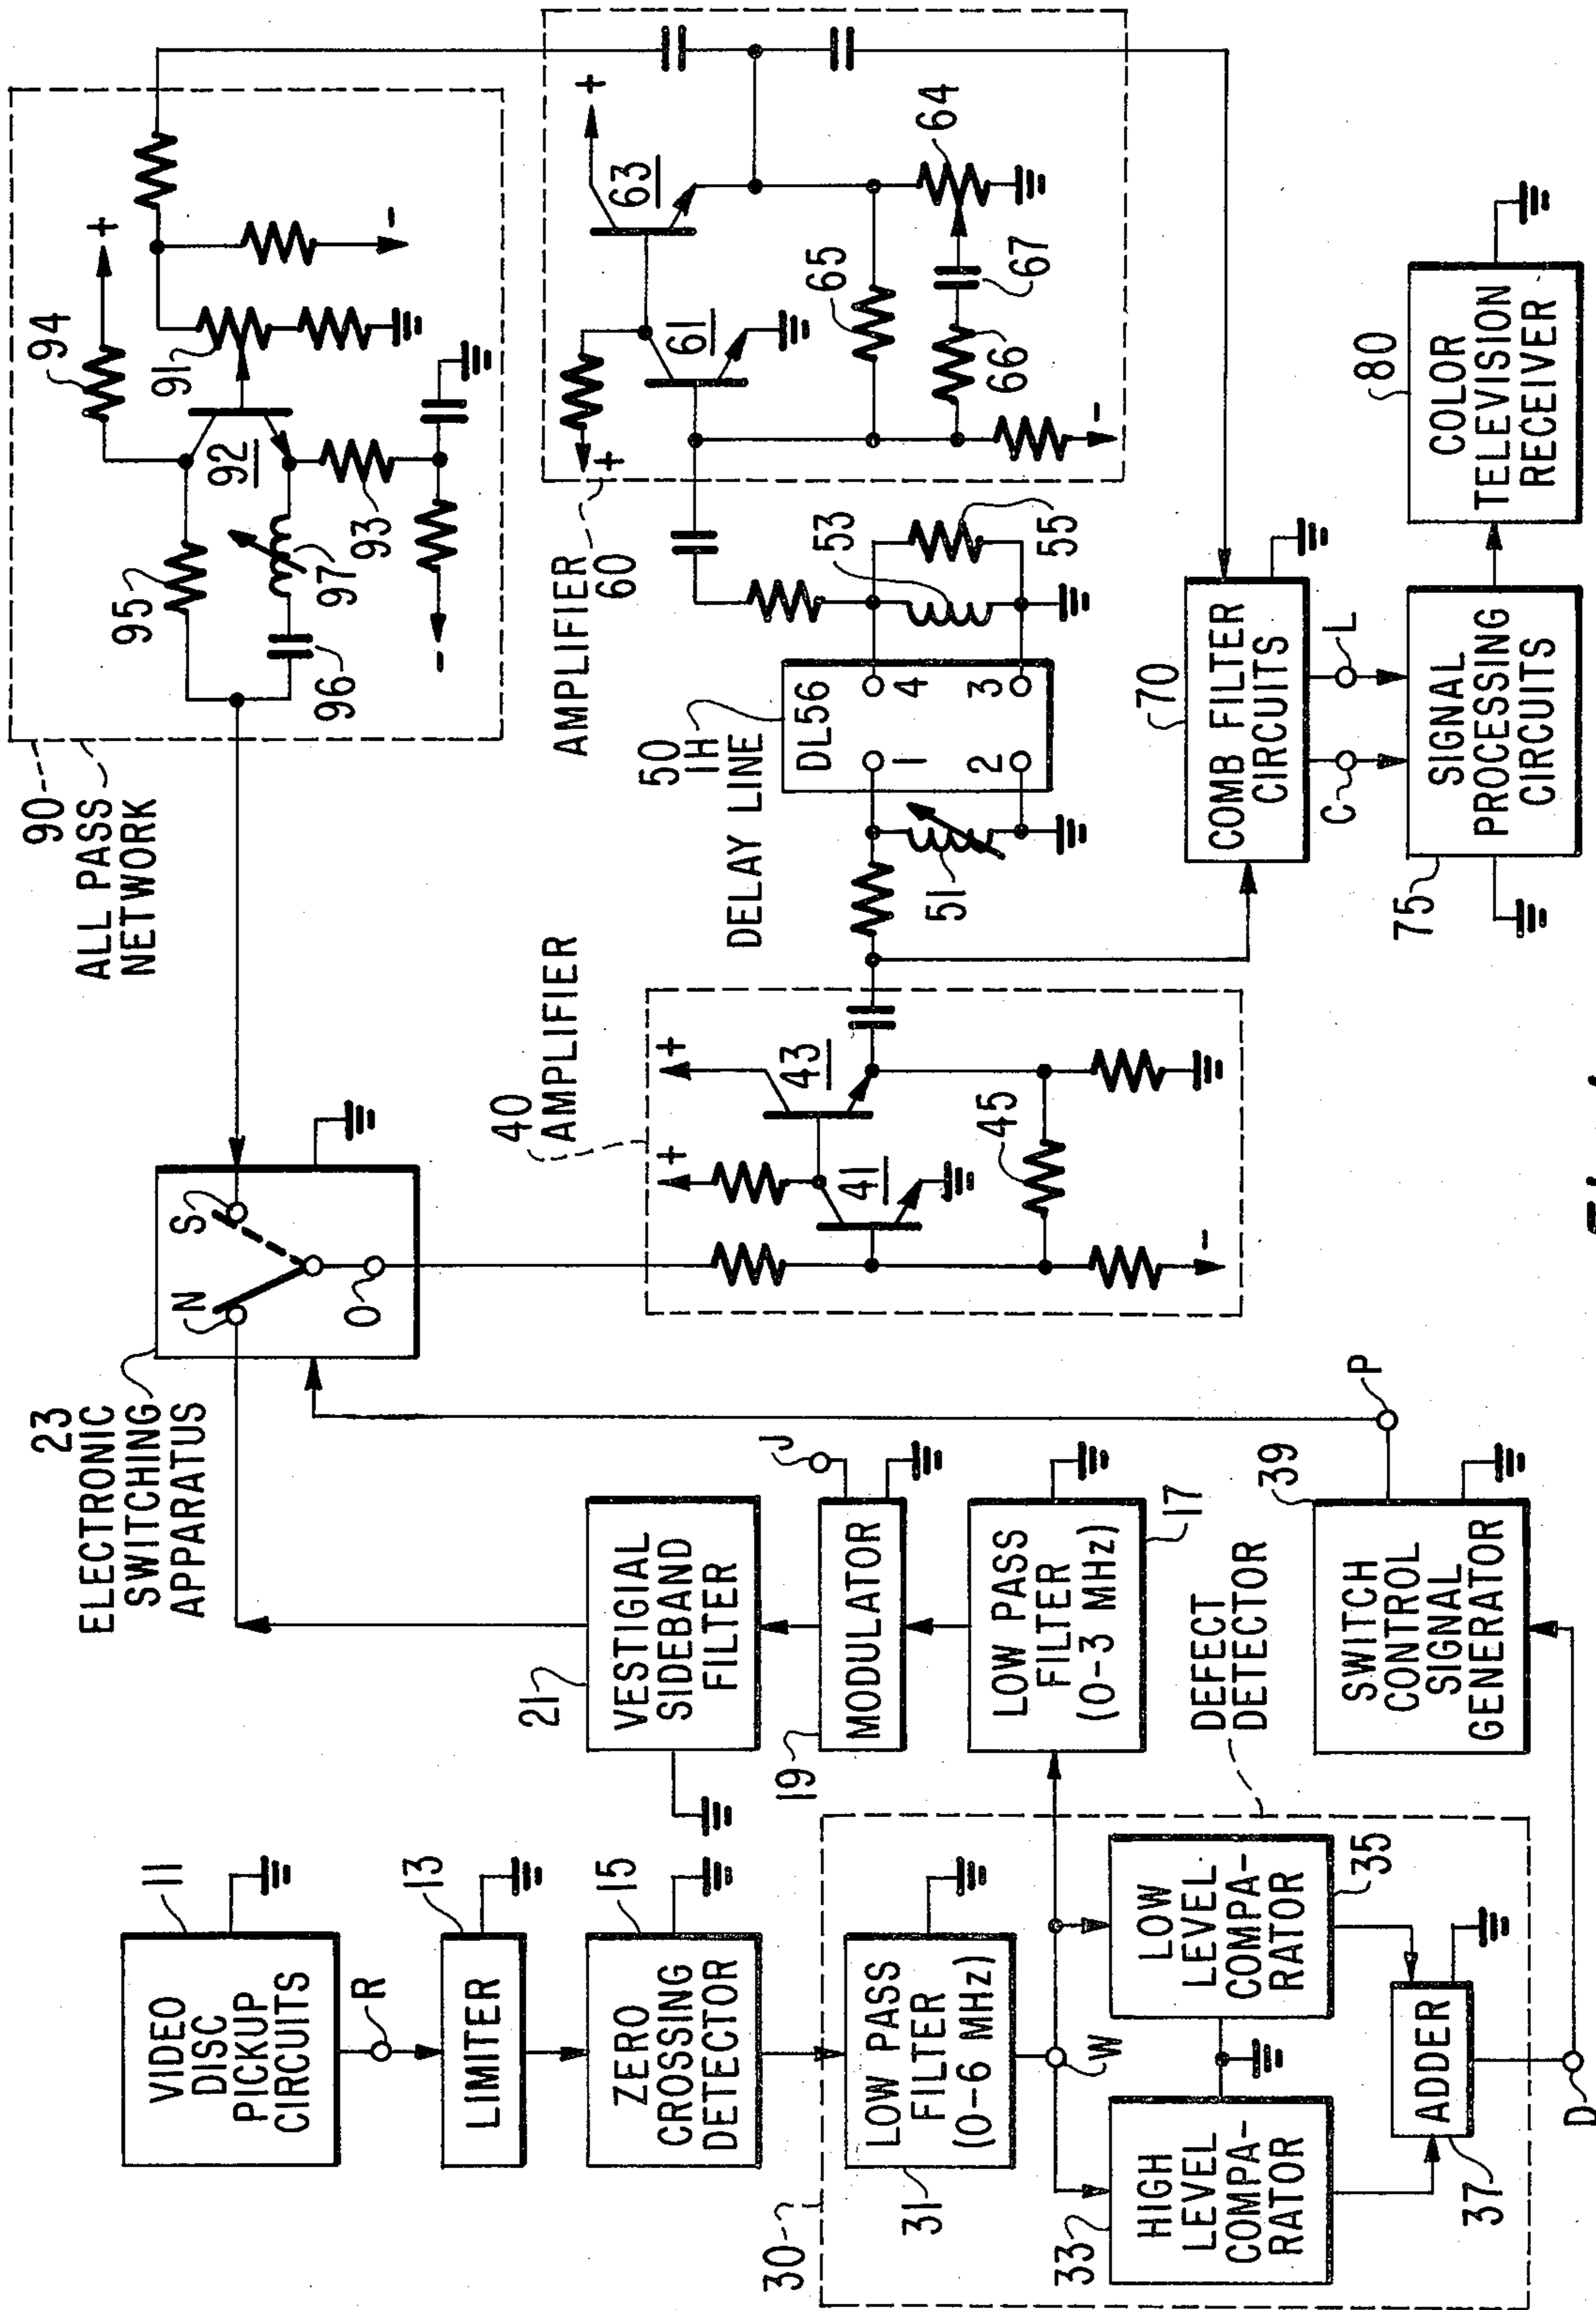 90
ALL PASS
NETWORK
94
+
91
92
95
96
97
93
-
-
23
ELECTRONIC
SWITCHING
APPARATUS
N
S
O
AMPLIFIER
60
+
+
63
61
64
65
66
67
-
40
AMPLIFIER
+
+
43
41
45
-
50
1H
DELAY LINE
DL56
1
2
3
4
51
53
55
70
COMB FILTER
CIRCUITS
C
L
75
SIGNAL
PROCESSING
CIRCUITS
80
COLOR
TELEVISION
RECEIVER
11
VIDEO
DISC
PICKUP
CIRCUITS
R
13
LIMITER
15
ZERO
CROSSING
DETECTOR
21
VESTIGIAL
SIDEBAND
FILTER
19
MODULATOR
J
LOW PASS
FILTER
(0-3 MHz)
17
30
31
LOW PASS
FILTER
(0-6 MHz)
W
33
HIGH
LEVEL
COMPA-
RATOR
LOW
LEVEL
COMPA-
RATOR
35
ADDER
37
D
DEFECT
DETECTOR
SWITCH
CONTROL
SIGNAL
GENERATOR
39
P